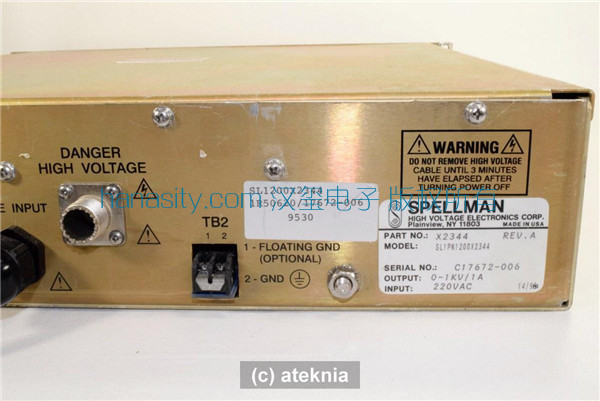 DANGER
HIGH VOLTAGE
E INPUT
SL1200X2344
185062 / 17672-006
9530
TB2
1 2
1 - FLOATING GND
(OPTIONAL)
2 - GND
WARNING
DO NOT REMOVE HIGH VOLTAGE
CABLE UNTIL 3 MINUTES
HAVE ELAPSED AFTER
TURNING POWER OFF
SPELLMAN
HIGH VOLTAGE ELECTRONICS CORP.
Plainview, NY 11803 MADE IN USA
PART NO.: X2344 REV.A
MODEL: SL1PN1200X2344
SERIAL NO.: C17672-006
OUTPUT: 0-1KV/1A
INPUT: 220VAC
(c) ateknia